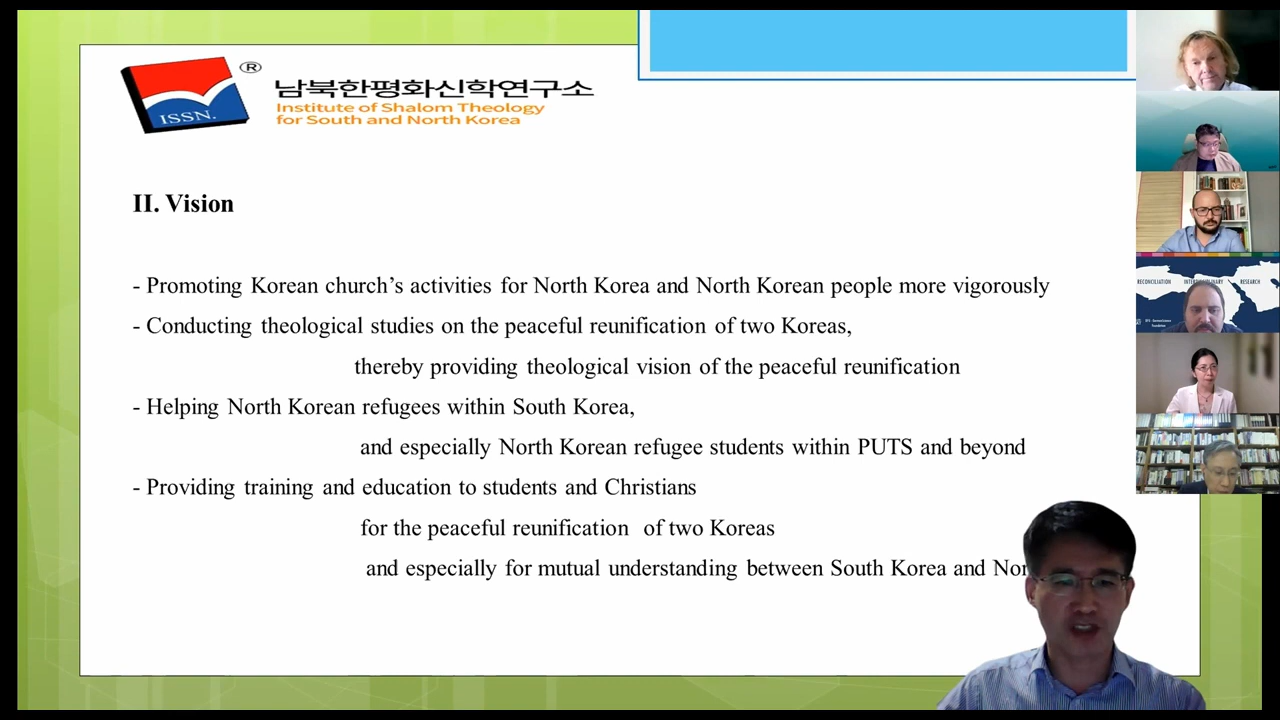 ISSN.
®
남북한평화신학연구소
Institute of Shalom Theology
for South and North Korea
II. Vision
- Promoting Korean church’s activities for North Korea and North Korean people more vigorously
- Conducting theological studies on the peaceful reunification of two Koreas,
thereby providing theological vision of the peaceful reunification
- Helping North Korean refugees within South Korea,
and especially North Korean refugee students within PUTS and beyond
- Providing training and education to students and Christians
for the peaceful reunification of two Koreas
and especially for mutual understanding between South Korea and
RECONCILIATION
RESEARCH